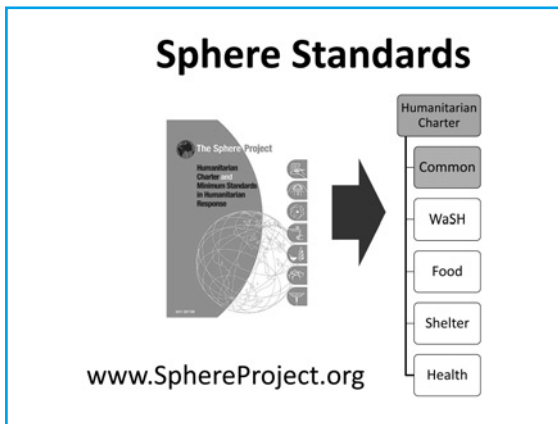 Sphere Standards
The Sphere Project
Humanitarian
Charter and
Minimum Standards
in Humanitarian
Response
www.SphereProject.org
Humanitarian
Charter
Common
WaSH
Food
Shelter
Health